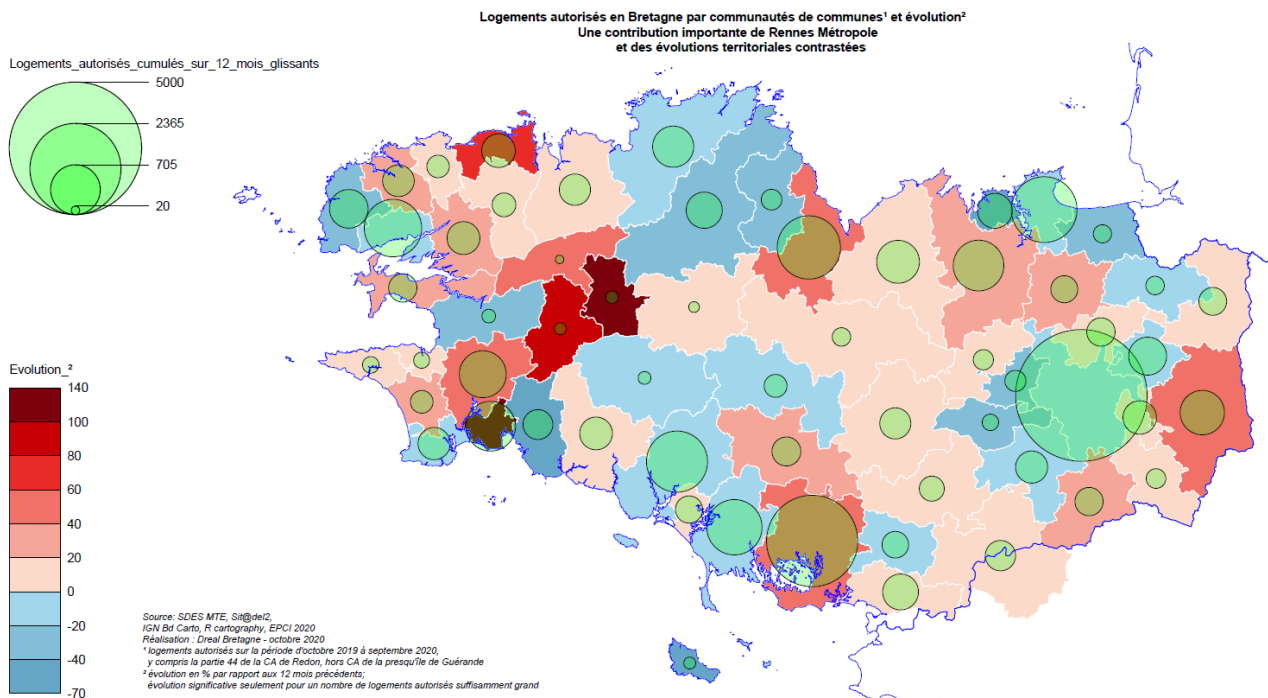 Logements autorisés en Bretagne par communautés de communes¹ et évolution²
Une contribution importante de Rennes Métropole
et des évolutions territoriales contrastées
Logements_autorisés_cumulés_sur_12_mois_glissants
5000
2365
705
20
Evolution_²
140
100
80
60
40
20
0
-20
-40
-70
Source: SDES MTE, Sit@del2,
IGN Bd Carto, R cartography, EPCI 2020
Réalisation : Dreal Bretagne - octobre 2020
¹ logements autorisés sur la période d'octobre 2019 à septembre 2020,
y compris la partie 44 de la CA de Redon, hors CA de la presqu'île de Guérande
² évolution en % par rapport aux 12 mois précédents;
évolution significative seulement pour un nombre de logements autorisés suffisamment grand